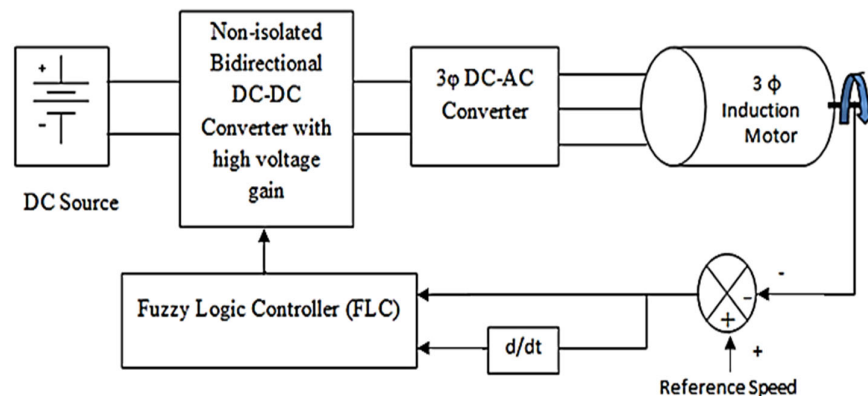 Non-isolated
Bidirectional
DC-DC
Converter with
high voltage
gain
+
-
DC Source
3φ DC-AC
Converter
3 ϕ
Induction
Motor
Fuzzy Logic Controller (FLC)
d/dt
-
-
+
+
Reference Speed